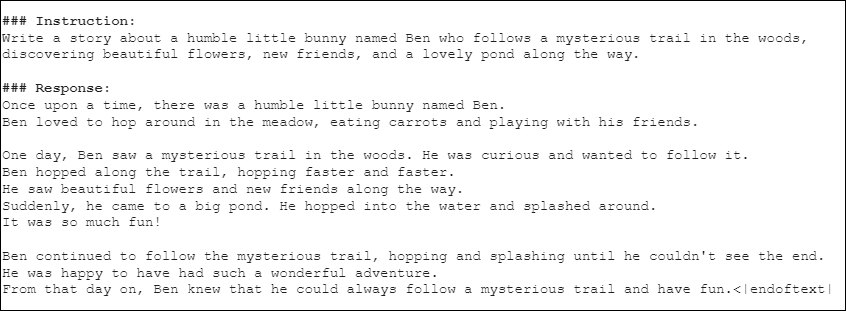 ### Instruction:
Write a story about a humble little bunny named Ben who follows a mysterious trail in the woods,
discovering beautiful flowers, new friends, and a lovely pond along the way.
### Response:
Once upon a time, there was a humble little bunny named Ben.
Ben loved to hop around in the meadow, eating carrots and playing with his friends.
One day, Ben saw a mysterious trail in the woods. He was curious and wanted to follow it.
Ben hopped along the trail, hopping faster and faster.
He saw beautiful flowers and new friends along the way.
Suddenly, he came to a big pond. He hopped into the water and splashed around.
It was so much fun!
Ben continued to follow the mysterious trail, hopping and splashing until he couldn't see the end.
He was happy to have had such a wonderful adventure.
From that day on, Ben knew that he could always follow a mysterious trail and have fun.<|endoftext|